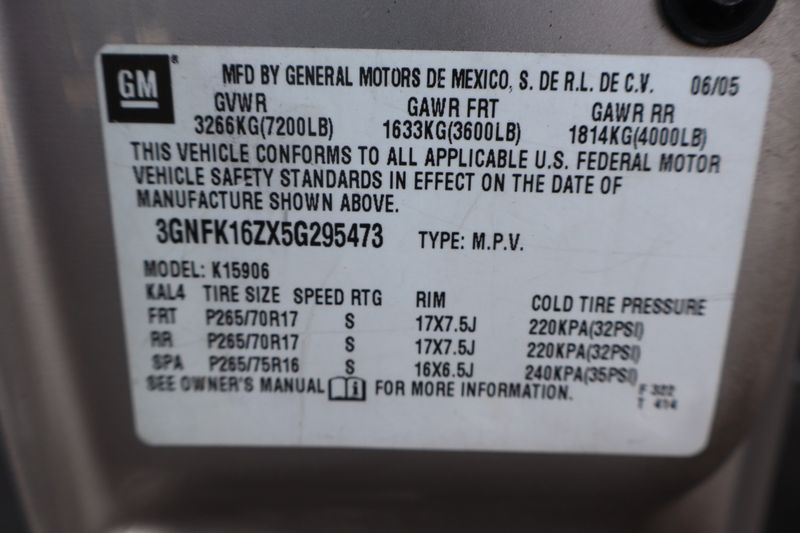 GM®
MFD BY GENERAL MOTORS DE MEXICO, S. DE R.L. DE C.V. 06/05
GVWR GAWR FRT GAWR RR
3266KG(7200LB) 1633KG(3600LB) 1814KG(4000LB)
THIS VEHICLE CONFORMS TO ALL APPLICABLE U.S. FEDERAL MOTOR
VEHICLE SAFETY STANDARDS IN EFFECT ON THE DATE OF
MANUFACTURE SHOWN ABOVE.
3GNFK16ZX5G295473 TYPE: M.P.V.
MODEL: K15906
KAL4 TIRE SIZE SPEED RTG RIM COLD TIRE PRESSURE
FRT P265/70R17 S 17X7.5J 220KPA(32PSI)
RR P265/70R17 S 17X7.5J 220KPA(32PSI)
SPA P265/75R16 S 16X6.5J 240KPA(35PSI)
SEE OWNER'S MANUAL FOR MORE INFORMATION. F 322
T 414